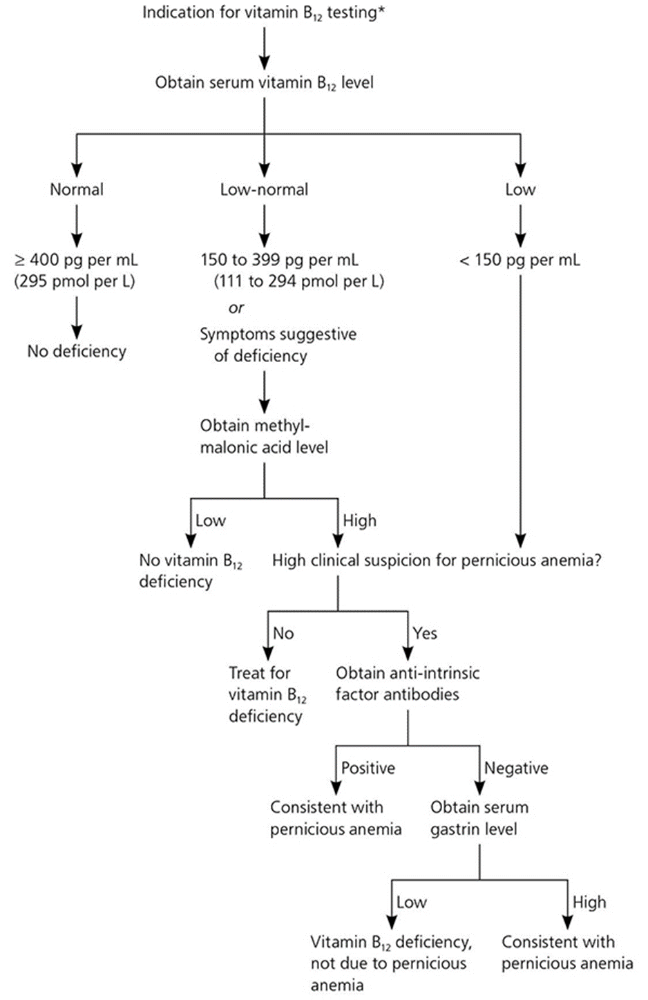 Indication for vitamin B12 testing*
Obtain serum vitamin B12 level
Normal
Low-normal
Low
≥ 400 pg per mL
(295 pmol per L)
150 to 399 pg per mL
(111 to 294 pmol per L)
or
Symptoms suggestive
of deficiency
< 150 pg per mL
No deficiency
Obtain methyl-
malonic acid level
Low
High
No vitamin B12
deficiency
High clinical suspicion for pernicious anemia?
No
Yes
Treat for
vitamin B12
deficiency
Obtain anti-intrinsic
factor antibodies
Positive
Negative
Consistent with
pernicious anemia
Obtain serum
gastrin level
Low
High
Vitamin B12 deficiency,
not due to pernicious
anemia
Consistent with
pernicious anemia